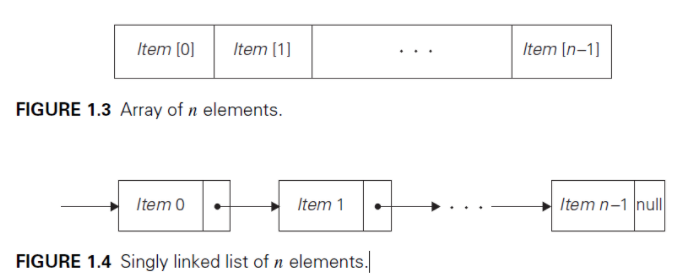 Item [0] Item [1] · · · Item [n–1]
FIGURE 1.3 Array of n elements.
Item 0 Item 1 · · · Item n–1 null
FIGURE 1.4 Singly linked list of n elements.